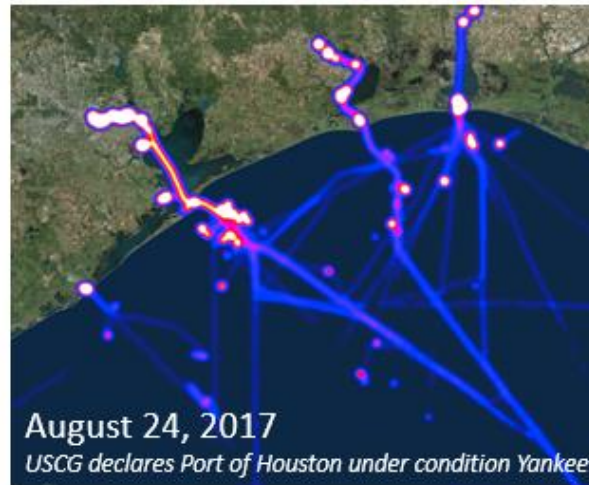 August 24, 2017
USCG declares Port of Houston under condition Yankee